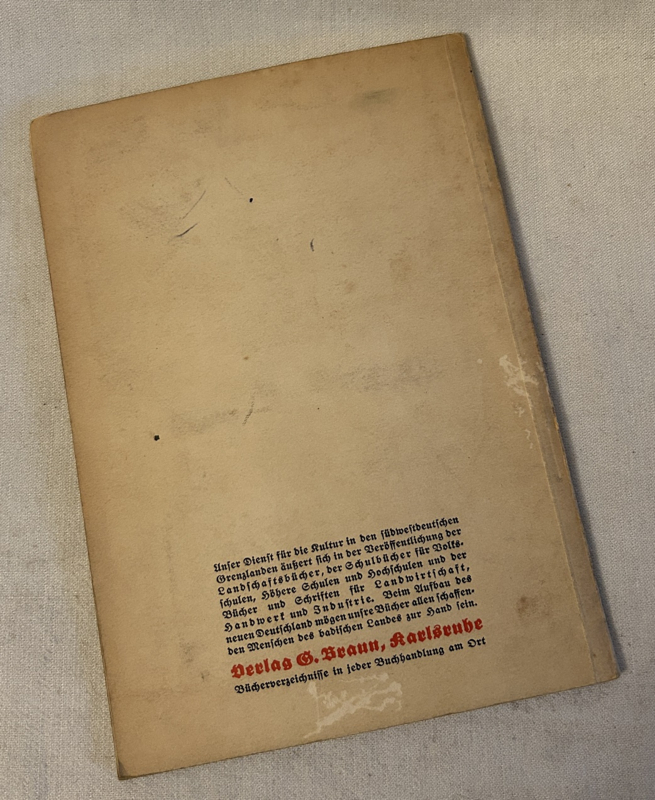 Unser Dienst für die Kultur in den südwestdeutschen
Grenzlanden äußert sich in der Veröffentlichung der
Landschaftsbücher, der Schulbücher für Volks-
schulen, Höhere Schulen und Hochschulen und der
Bücher und Schriften für Landwirtschaft,
Handwerk und Industrie. Beim Aufbau des
neuen Deutschland mögen unsre Bücher allen schaffen-
den Menschen des badischen Landes zur Hand sein.
Verlag G. Braun, Karlsruhe
Bücherverzeichnisse in jeder Buchhandlung am Ort